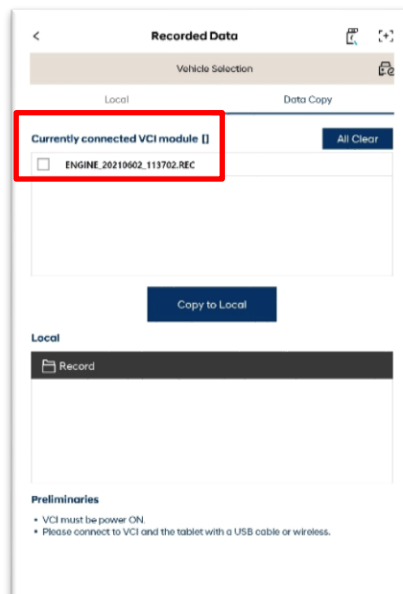 Recorded Data
Vehicle Selection
Local Data Copy
Currently connected VCI module [] All Clear
ENGINE_20210602_113702.REC
Copy to Local
Local
Record
Preliminaries
• VCI must be power ON.
• Please connect to VCI and the tablet with a USB cable or wireless.